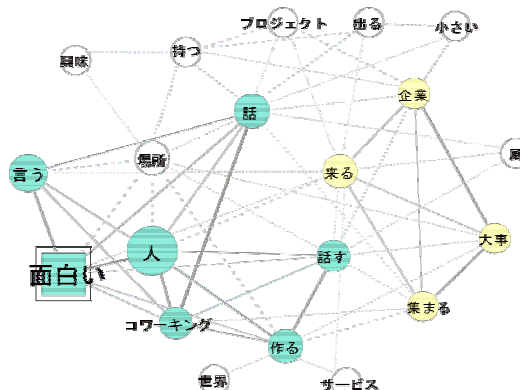 プロジェクト
出る
小さい
持つ
興味
企業
話
場所
言う
来る
人
話す
大事
面白い
集まる
コワーキング
作る
世界
サービス